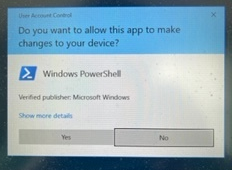 User Account Control
Do you want to allow this app to make
changes to your device?
Windows PowerShell
Verified publisher: Microsoft Windows
Show more details
Yes
No